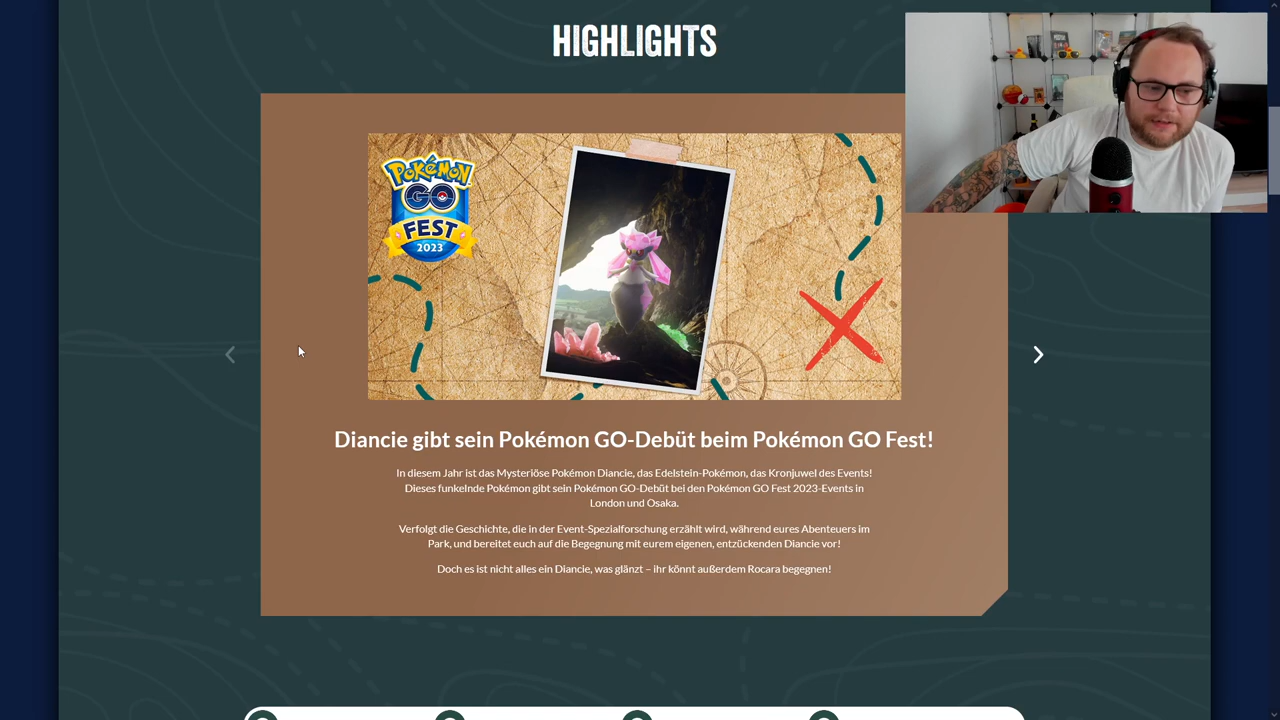 HIGHLIGHTS
POKÉMON
GO
FEST
2023
Diancie gibt sein Pokémon GO-Debüt beim Pokémon GO Fest!
In diesem Jahr ist das Mysteriöse Pokémon Diancie, das Edelstein-Pokémon, das Kronjuwel des Events!
Dieses funkelnde Pokémon gibt sein Pokémon GO-Debüt bei den Pokémon GO Fest 2023-Events in
London und Osaka.
Verfolgt die Geschichte, die in der Event-Spezialforschung erzählt wird, während eures Abenteuers im
Park, und bereitet euch auf die Begegnung mit eurem eigenen, entzückenden Diancie vor!
Doch es ist nicht alles ein Diancie, was glänzt – ihr könnt außerdem Rocara begegnen!